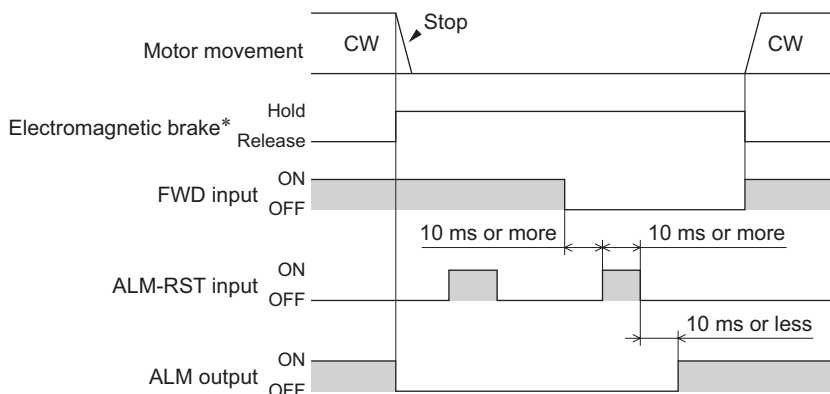 Stop
Motor movement
CW
CW
Electromagnetic brake*
Hold
Release
FWD input
ON
OFF
10 ms or more
10 ms or more
ALM-RST input
ON
OFF
10 ms or less
ALM output
ON
OFF